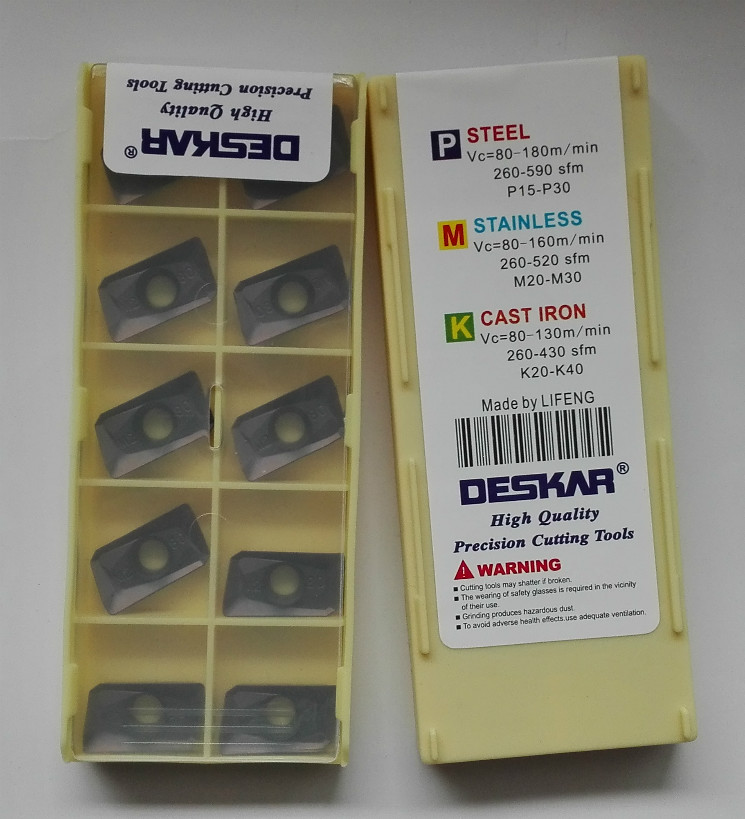 DESKAR®
High Quality
Precision Cutting Tools
P STEEL
Vc=80-180m/min
260-590 sfm
P15-P30
M STAINLESS
Vc=80-160m/min
260-520 sfm
M20-M30
K CAST IRON
Vc=80-130m/min
260-430 sfm
K20-K40
Made by LIFENG
DESKAR®
High Quality
Precision Cutting Tools
WARNING
■ Cutting tools may shatter if broken.
■ The wearing of safety glasses is required in the vicinity
of their use.
■ Grinding produces hazardous dust.
■ To avoid adverse health effects.use adequate ventilation.